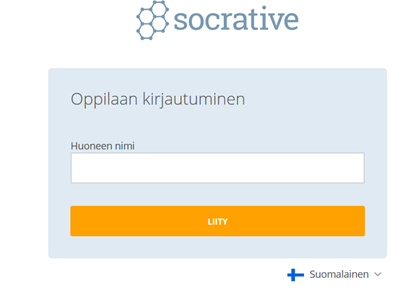 socrative
Oppilaan kirjautuminen
Huoneen nimi
LIITY
Suomalainen